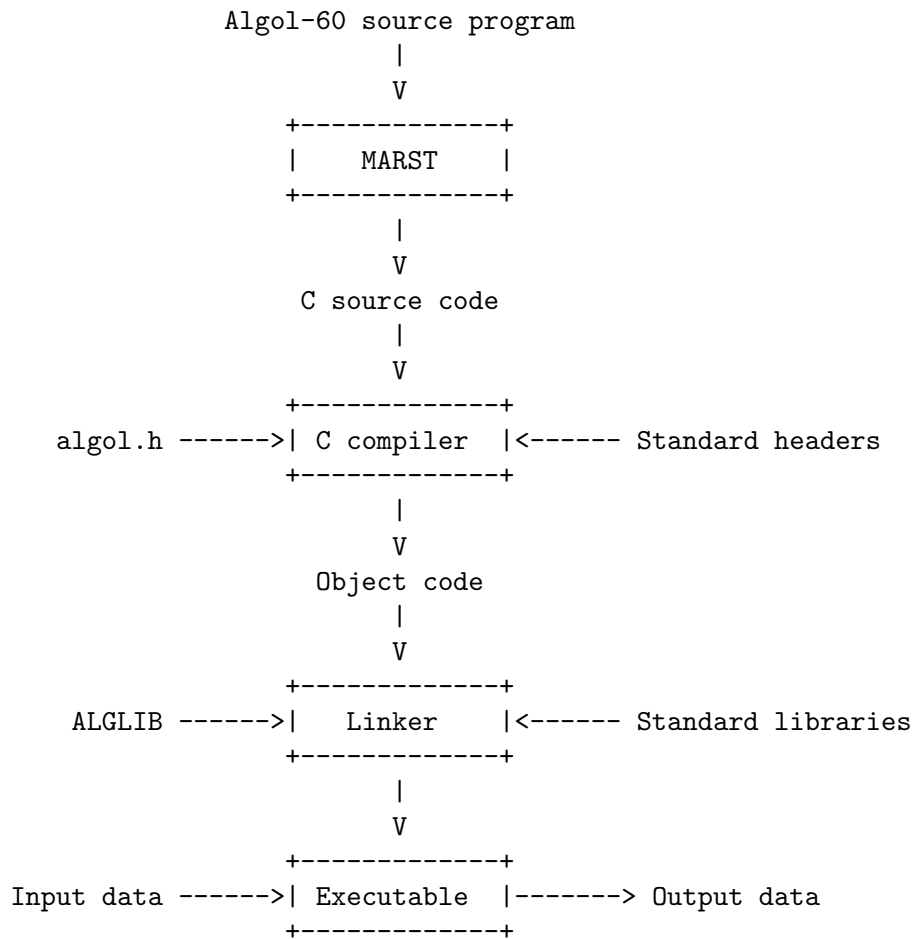 Algol-60 source program
|
V
+-------------+
|    MARST    |
+-------------+
|
V
C source code
|
V
+-------------+
algol.h ------>| C compiler  |<------ Standard headers
+-------------+
|
V
Object code
|
V
+-------------+
ALGLIB ------>|   Linker    |<------ Standard libraries
+-------------+
|
V
+-------------+
Input data ------>| Executable  |-------> Output data
+-------------+